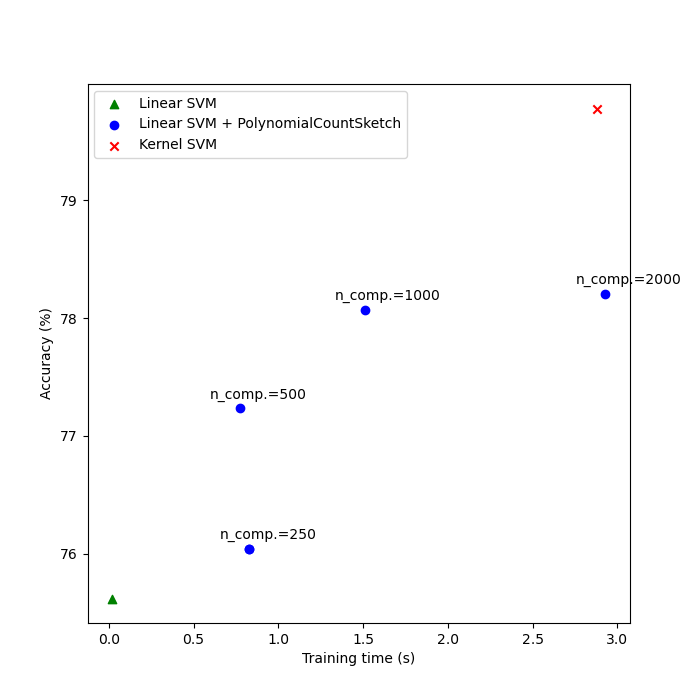 Linear SVM
Linear SVM + PolynomialCountSketch
Kernel SVM
79
n_comp.=2000
n_comp.=1000
78
Accuracy (%)
n_comp.=500
77
n_comp.=250
76
0.0 0.5 1.0 1.5 2.0 2.5 3.0
Training time (s)